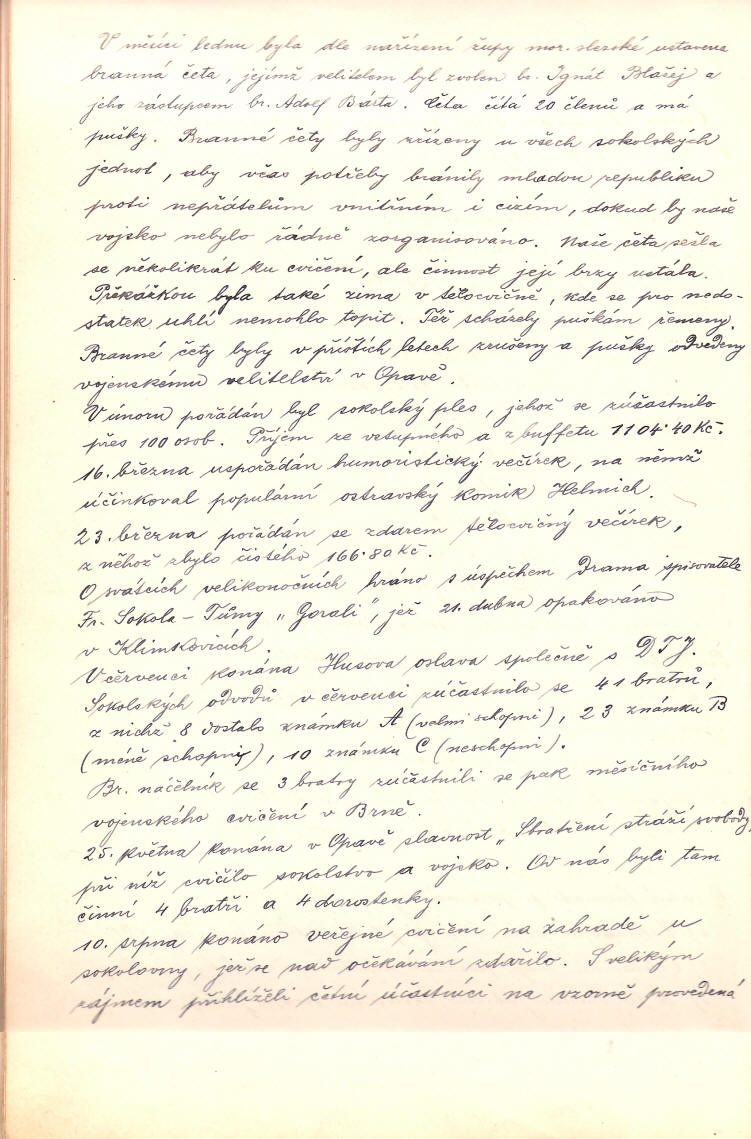 V měsíci lednu byla dle nařízení župy mor. slezské ustavena
branná četa, jejímž velitelem byl zvolen br. Ignát Blažej a
jeho zástupcem br. Adolf Bárta. Četa čítá 20 členů a má
pušky. Branné čety byly zřízeny u všech sokolských
jednot, aby včas potřeby bránily mladou republiku
proti nepřátelům vnitřním i cizím, dokud by naše
vojsko nebylo řádně zorganisováno. Naše četa sešla
se několikrát ku cvičení, ale činnost její brzy ustála.
Překážkou byla také zima v tělocvičně, kde se pro nedo-
statek uhlí nemohlo topit. Též scházely puškám řemeny.
Branné čety byly v příštích letech zrušeny a pušky odvedeny
vojenskému velitelství v Opavě.
V únoru pořádán byl sokolský ples, jehož se zúšastnilo
přes 100 osob. Příjem ze vstupného a z buffetu 1104·40 Kč.
16. března uspořádán humoristický večírek, na němž
účinkoval populární ostravský komik Helmich.
23. března pořádán se zdarem tělocvičný večírek,
z něhož zbylo čistého 166·80 Kč.
O svátcích velikonočních hráno s úspěchem Drama spisovatele
Fr. Sokola - Tůmy „Gorali", jež 21. dubna opakováno
v Klimkovicích.
V červenci konána Husova oslava společně s DTJ.
Sokolských odvodů v červenci zúčastnilo se 41 bratrů,
z nichž 8 dostalo známku A (velmi schopni), 23 známku B
(méně schopni), 10 známku C (neschopni).
Br. náčelník se 3 bratry zúčastnili se pak měsíčního
vojenského cvičení v Brně.
25. května konána v Opavě slavnost „Sbratření stráží svobody,
při níž cvičilo sokolstvo a vojsko. Od nás byli tam
činní 4 bratři a 4 dorostenky.
10. srpna konáno veřejné cvičení na zahradě u
sokolovny, jež se nad očekávání zdařilo. S velikým
zájmem přihlíželi četní účastníci na vzorně provedená